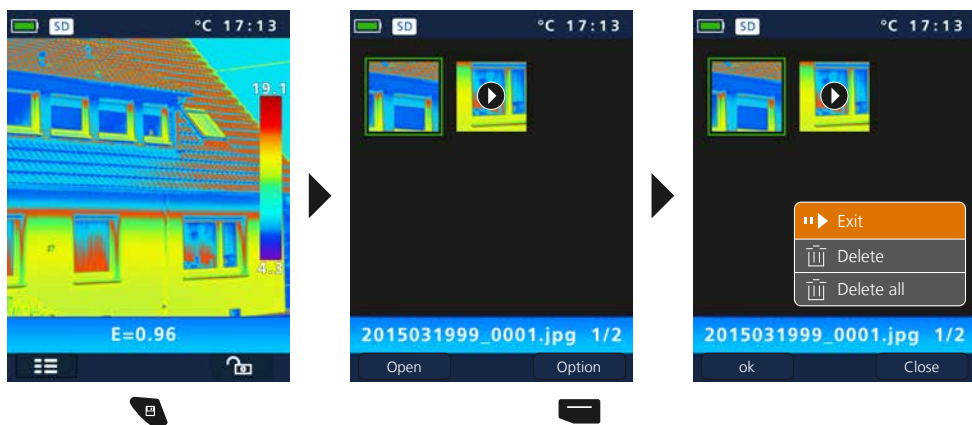 SD °C 17:13
19.1
4.3
E=0.96
SD °C 17:13
2015031999_0001.jpg 1/2
Open Option
SD °C 17:13
Exit
Delete
Delete all
2015031999_0001.jpg 1/2
ok Close